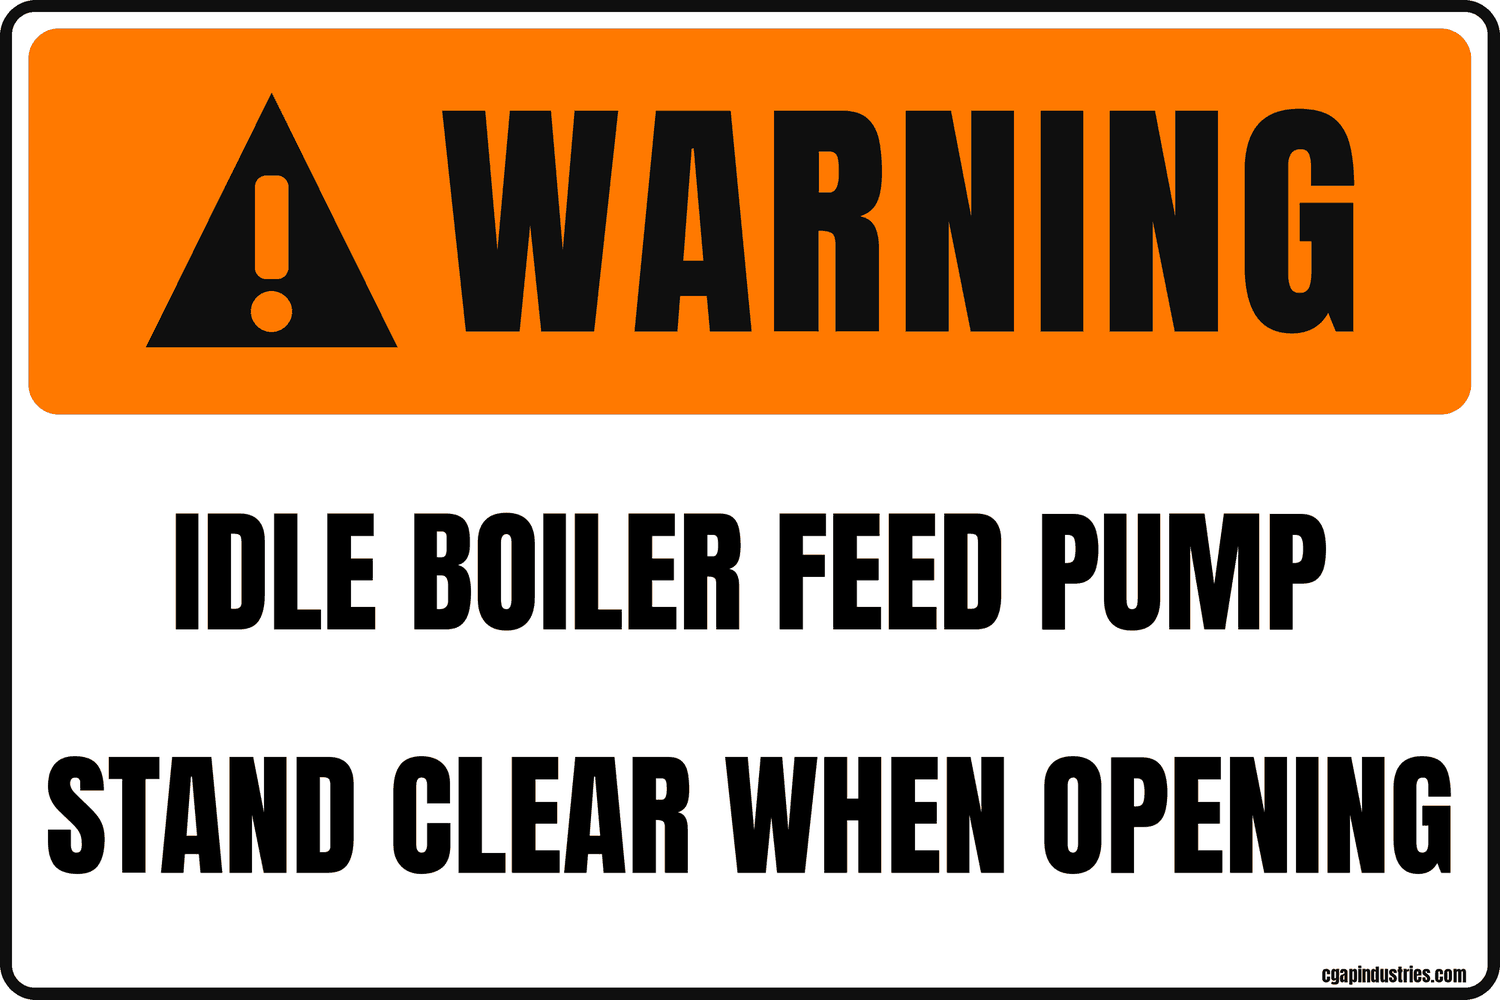 WARNING
IDLE BOILER FEED PUMP
STAND CLEAR WHEN OPENING
cgapindustries.com